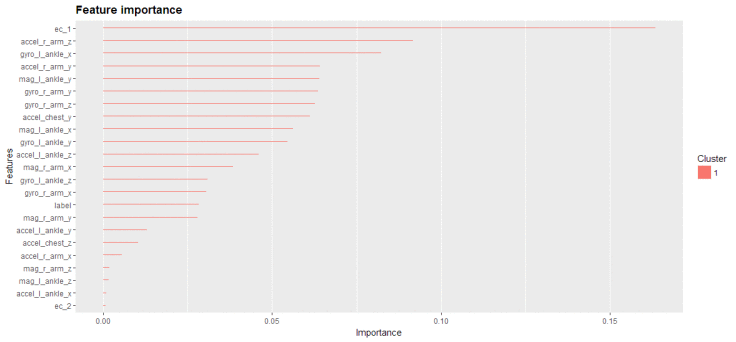 Feature importance
ec_1
accel_r_arm_z
gyro_l_ankle_x
accel_r_arm_y
mag_l_ankle_y
gyro_r_arm_y
gyro_r_arm_z
accel_chest_y
mag_l_ankle_x
gyro_l_ankle_y
accel_l_ankle_z
mag_r_arm_x
gyro_l_ankle_z
gyro_r_arm_x
label
mag_r_arm_y
accel_l_ankle_y
accel_chest_z
accel_r_arm_x
mag_r_arm_z
mag_l_ankle_z
accel_l_ankle_x
ec_2
Features
0.00 0.05 0.10 0.15
Importance
Cluster
1